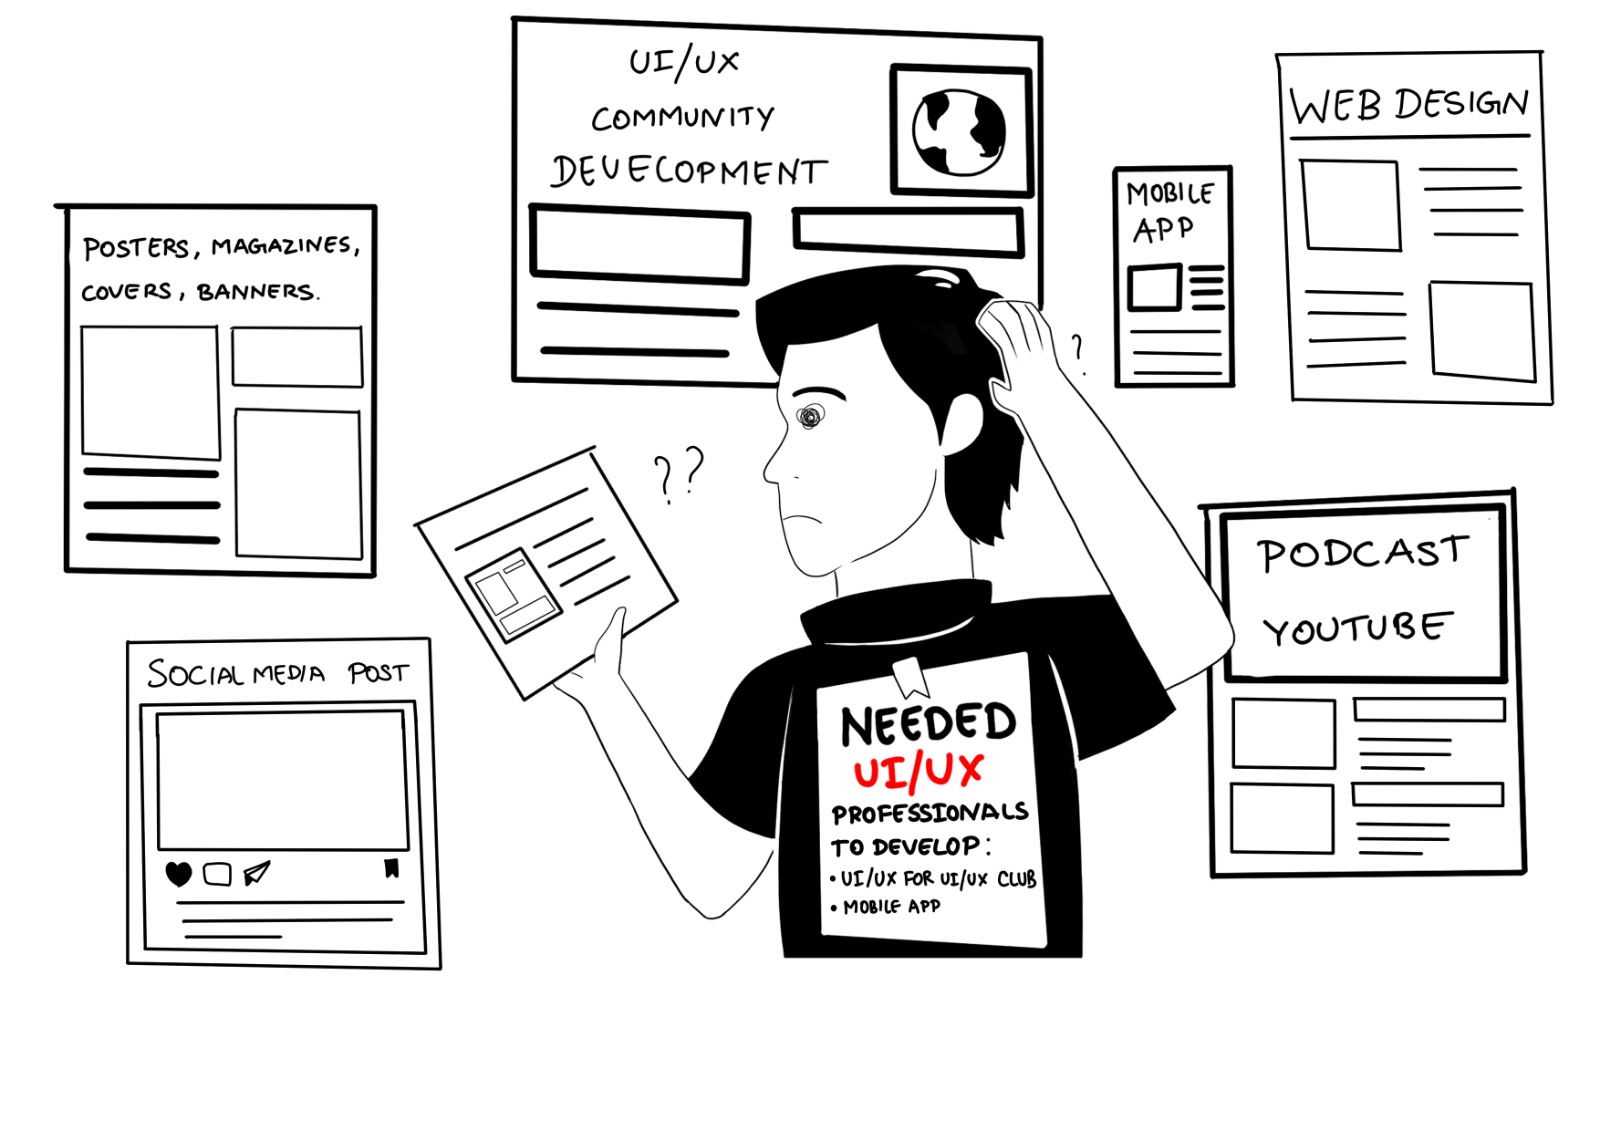 UI/UX
COMMUNITY
DEVECOPMENT
WEB DESIGN
MOBILE
APP
POSTERS, MAGAZINES,
COVERS, BANNERS.
?
? ?
PODCAST
YOUTUBE
SOCIAL MEDIA POST
NEEDED
UI/UX
PROFESSIONALS
TO DEVELOP:
• UI/UX FOR UI/UX CLUB
• MOBILE APP